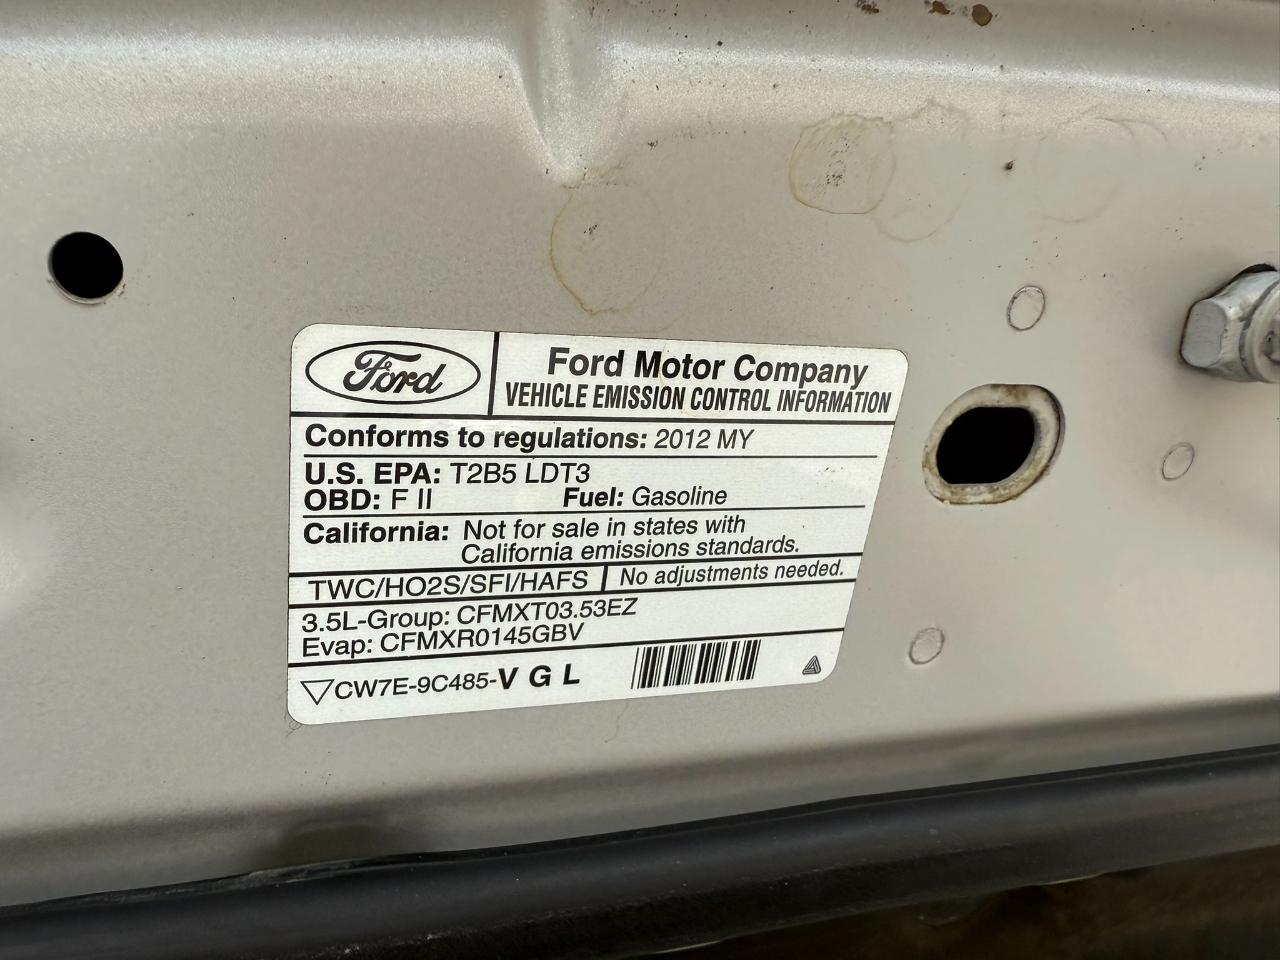 Ford
Ford Motor Company
VEHICLE EMISSION CONTROL INFORMATION
Conforms to regulations: 2012 MY
U.S. EPA: T2B5 LDT3
OBD: F II Fuel: Gasoline
California: Not for sale in states with
California emissions standards.
TWC/HO2S/SFI/HAFS No adjustments needed.
3.5L-Group: CFMXT03.53EZ
Evap: CFMXR0145GBV
CW7E-9C485-V G L